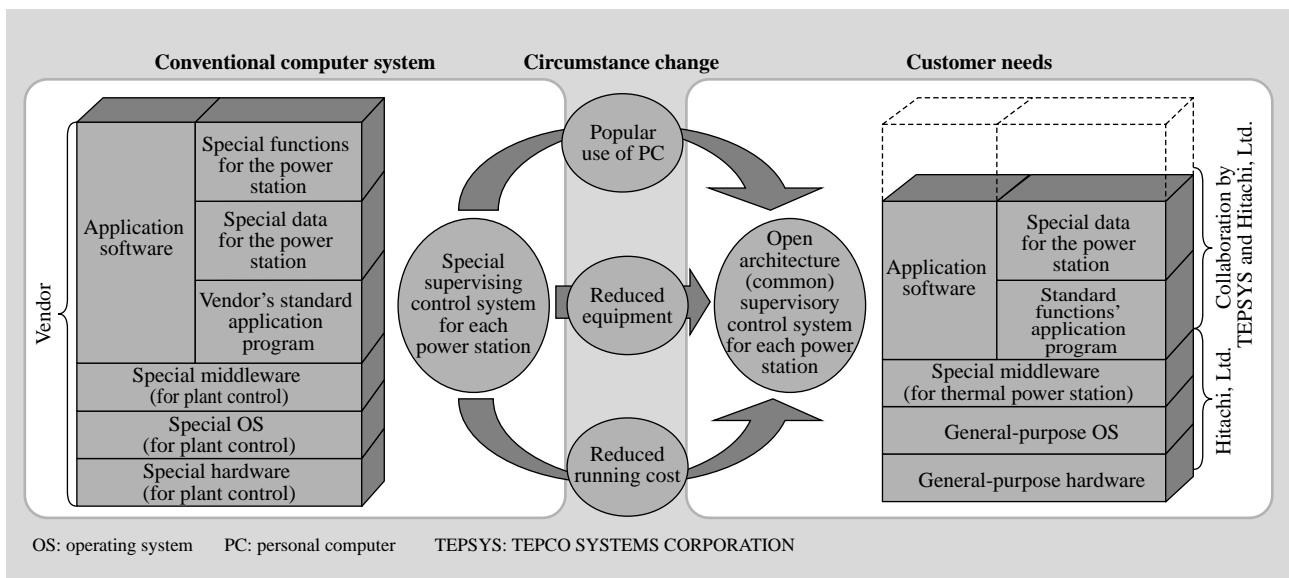 Conventional computer system
Circumstance change
Customer needs
Vendor
Application
software
Special functions
for the power
station
Special data
for the power
station
Vendor’s standard
application
program
Special middleware
(for plant control)
Special OS
(for plant control)
Special hardware
(for plant control)
Special
supervising
control system
for each
power station
Popular
use of PC
Reduced
equipment
Reduced
running cost
Open
architecture
(common)
supervisory
control system
for each power
station
Application
software
Special data
for the power
station
Standard
functions’
application
program
Special middleware
(for thermal power station)
General-purpose OS
General-purpose hardware
Collaboration by
TEPSYS and Hitachi, Ltd.
Hitachi, Ltd.
OS: operating system
PC: personal computer
TEPSYS: TEPCO SYSTEMS CORPORATION